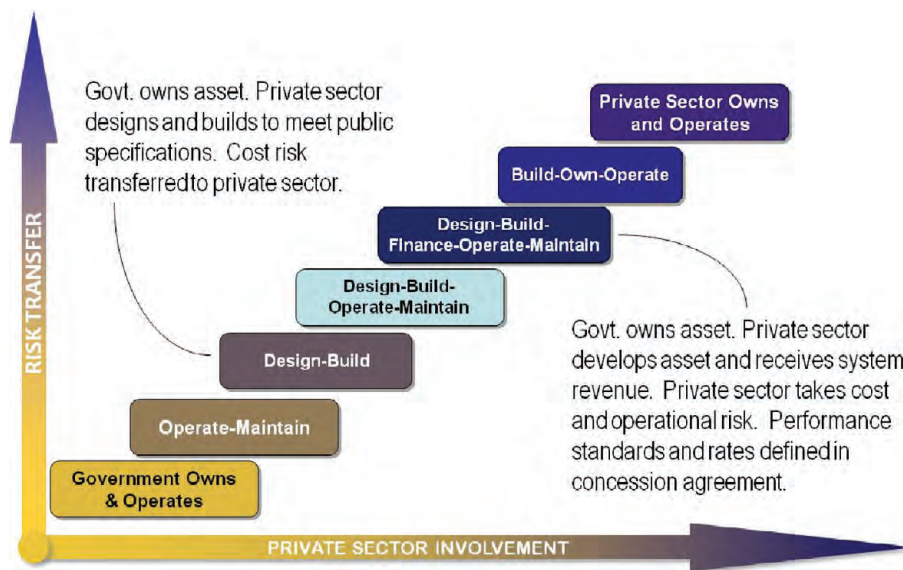 Govt. owns asset. Private sector
designs and builds to meet public
specifications. Cost risk
transferred to private sector.
Private Sector Owns
and Operates
Build-Own-Operate
Design-Build-
Finance-Operate-Maintain
Design-Build-
Operate-Maintain
Design-Build
Operate-Maintain
Government Owns
& Operates
Govt. owns asset. Private sector
develops asset and receives system
revenue. Private sector takes cost
and operational risk. Performance
standards and rates defined in
concession agreement.
RISK TRANSFER
PRIVATE SECTOR INVOLVEMENT